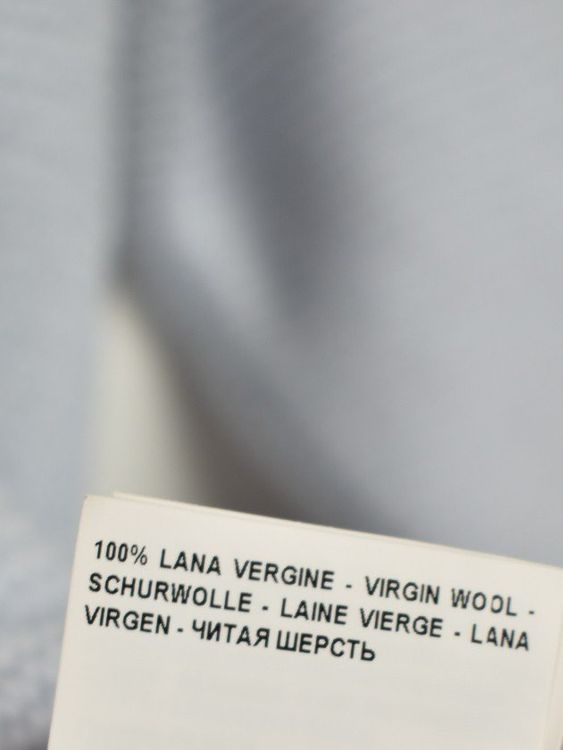 100% LANA VERGINE - VIRGIN WOOL -
SCHURWOLLE - LAINE VIERGE - LANA
VIRGEN - ЧИТАЯ ШЕРСТЬ